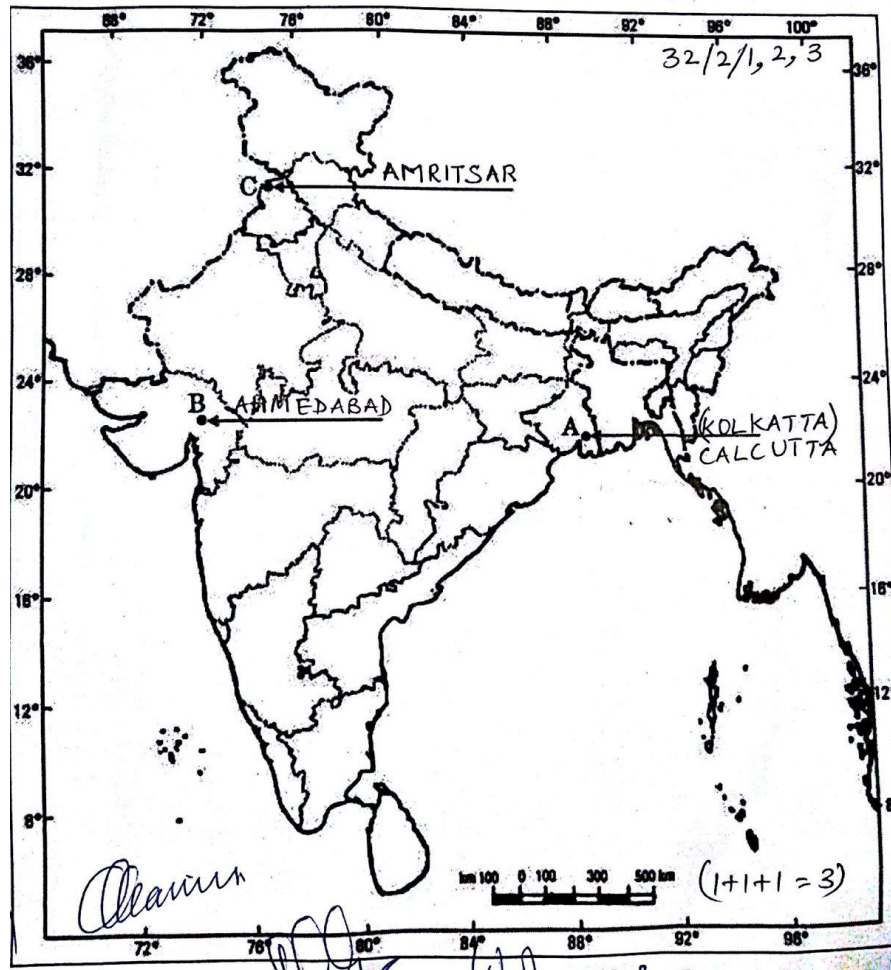 68° 72° 76° 80° 84° 88° 92° 96° 100°
32/2/1, 2, 3
36° 36°
32° 32°
C AMRITSAR
28° 28°
24° 24°
B AHMEDABAD
A (KOLKATTA)
CALCUTTA
20° 20°
16° 16°
12° 12°
8° 8
km 100 0 100 300 500 km
(1+1+1=3)
72° 76° 80° 84° 88° 92° 96°